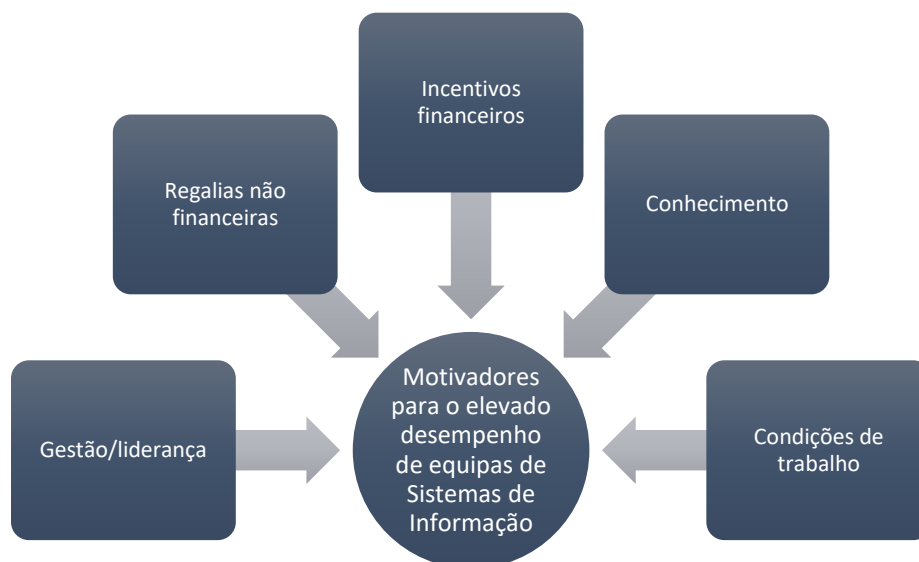 Incentivos
financeiros
Regalias não
financeiras
Conhecimento
Gestão/liderança
Motivadores
para o elevado
desempenho
de equipas de
Sistemas de
Informação
Condições de
trabalho